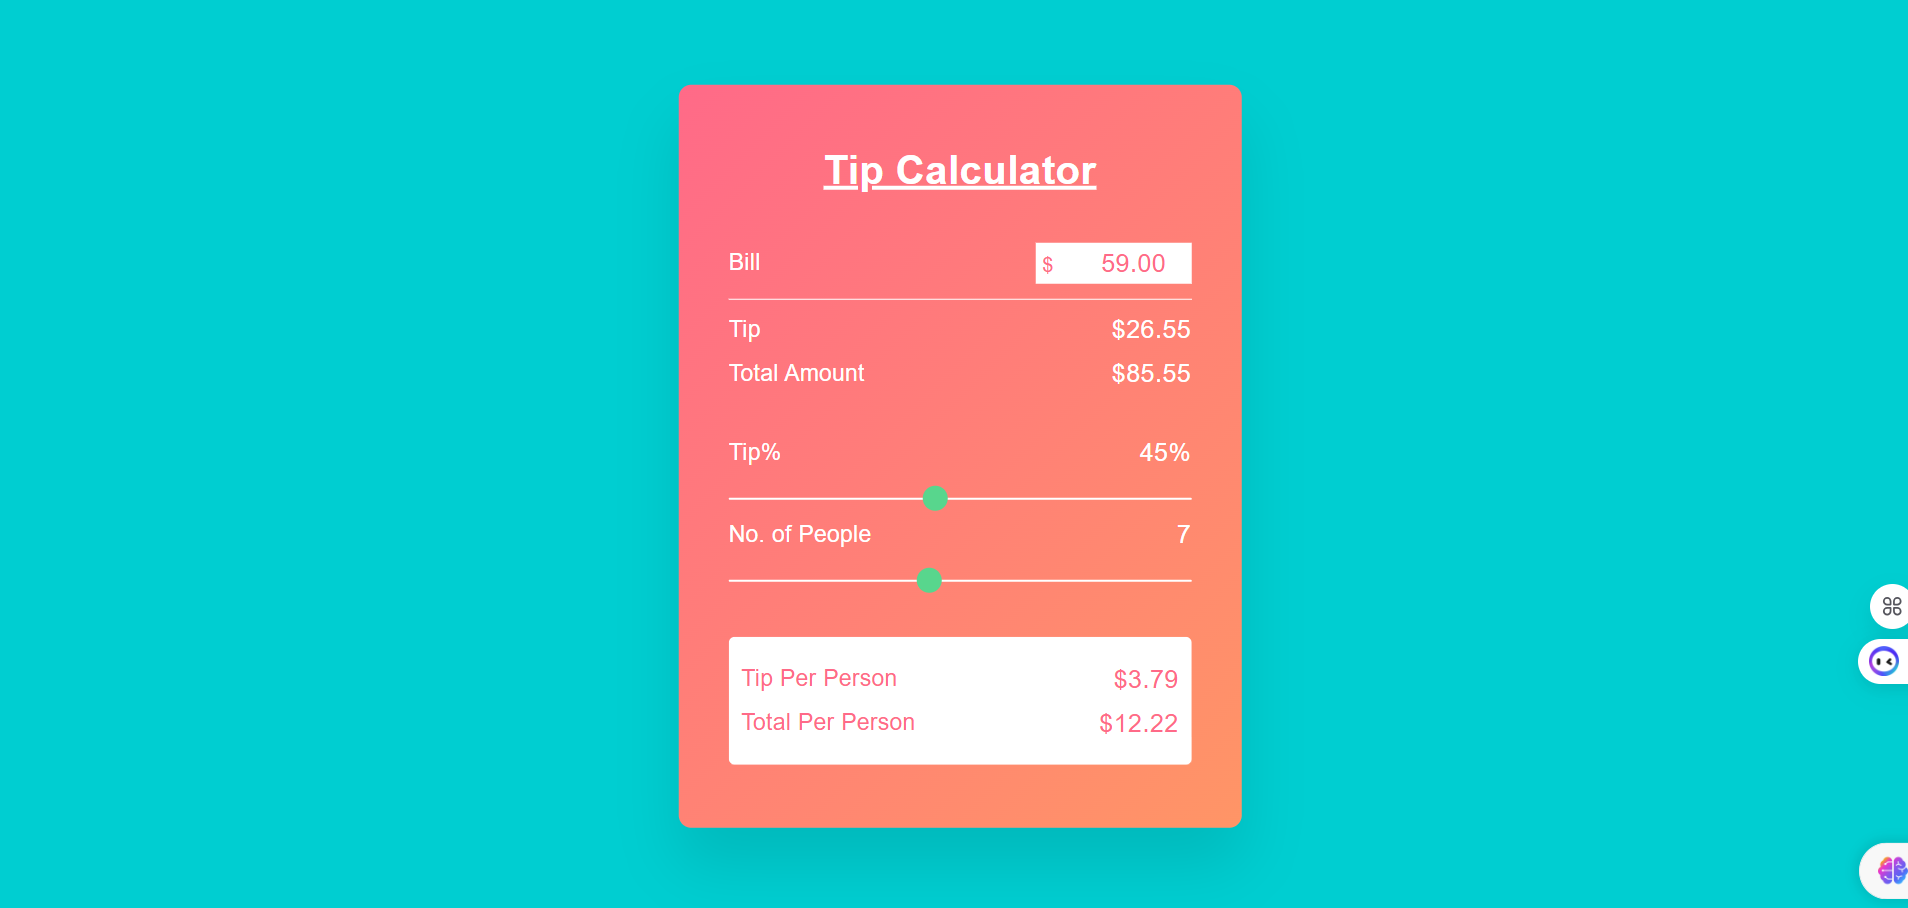 Tip Calculator
Bill $ 59.00
Tip $26.55
Total Amount $85.55
Tip% 45%
No. of People 7
Tip Per Person $3.79
Total Per Person $12.22